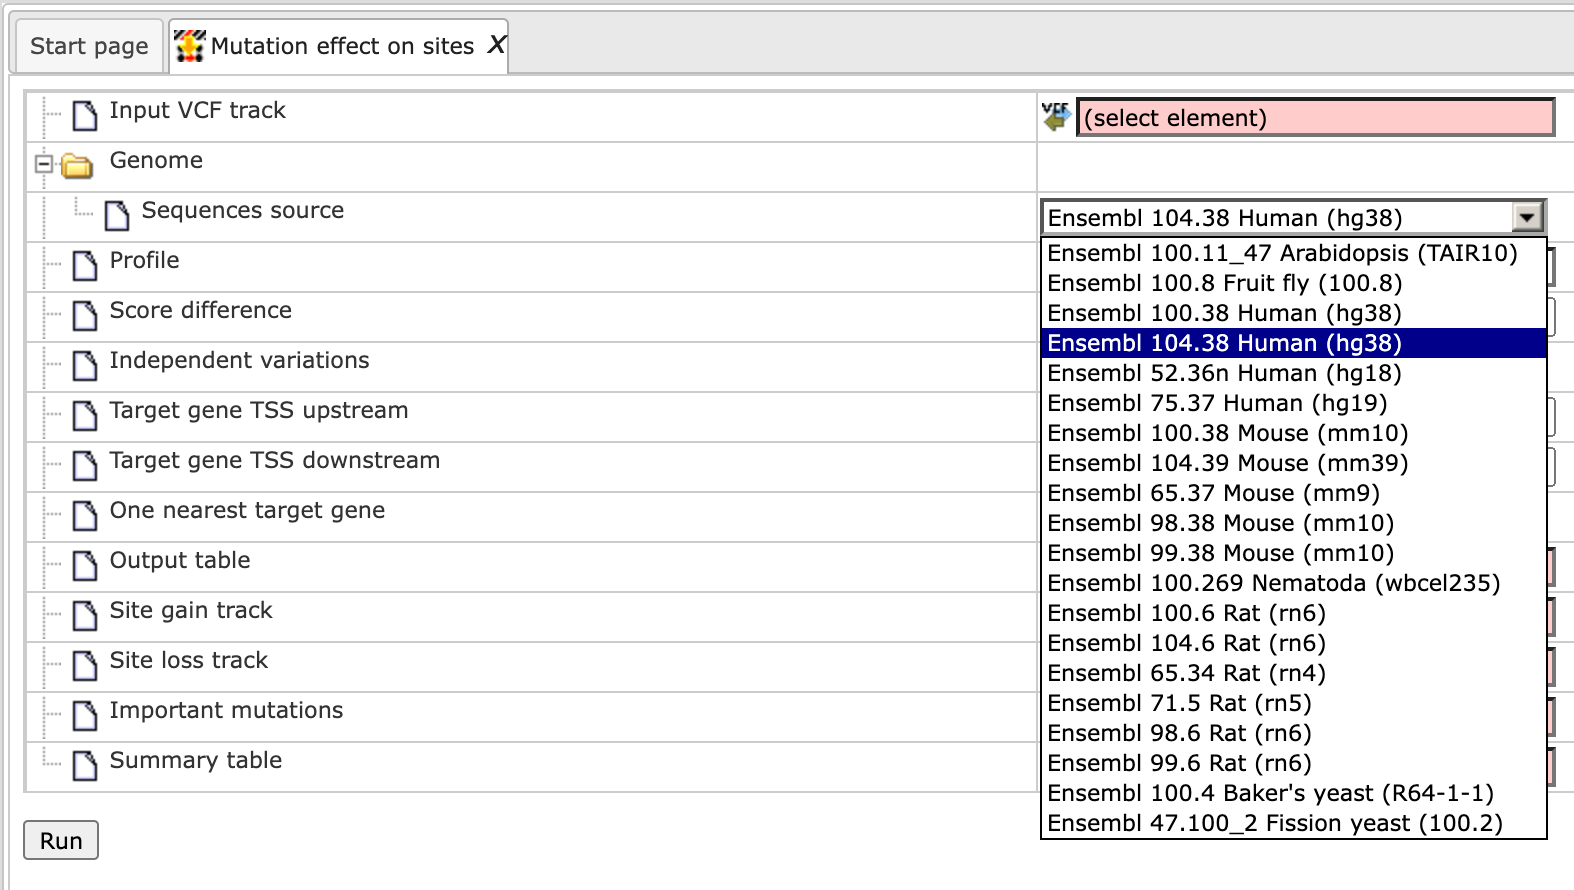 Start page
Mutation effect on sites X
Input VCF track
VCF
(select element)
Genome
Sequences source
Ensembl 104.38 Human (hg38)
Profile
Score difference
Independent variations
Target gene TSS upstream
Target gene TSS downstream
One nearest target gene
Output table
Site gain track
Site loss track
Important mutations
Summary table
Ensembl 100.11_47 Arabidopsis (TAIR10)
Ensembl 100.8 Fruit fly (100.8)
Ensembl 100.38 Human (hg38)
Ensembl 104.38 Human (hg38)
Ensembl 52.36n Human (hg18)
Ensembl 75.37 Human (hg19)
Ensembl 100.38 Mouse (mm10)
Ensembl 104.39 Mouse (mm39)
Ensembl 65.37 Mouse (mm9)
Ensembl 98.38 Mouse (mm10)
Ensembl 99.38 Mouse (mm10)
Ensembl 100.269 Nematoda (wbcel235)
Ensembl 100.6 Rat (rn6)
Ensembl 104.6 Rat (rn6)
Ensembl 65.34 Rat (rn4)
Ensembl 71.5 Rat (rn5)
Ensembl 98.6 Rat (rn6)
Ensembl 99.6 Rat (rn6)
Ensembl 100.4 Baker's yeast (R64-1-1)
Ensembl 47.100_2 Fission yeast (100.2)
Run